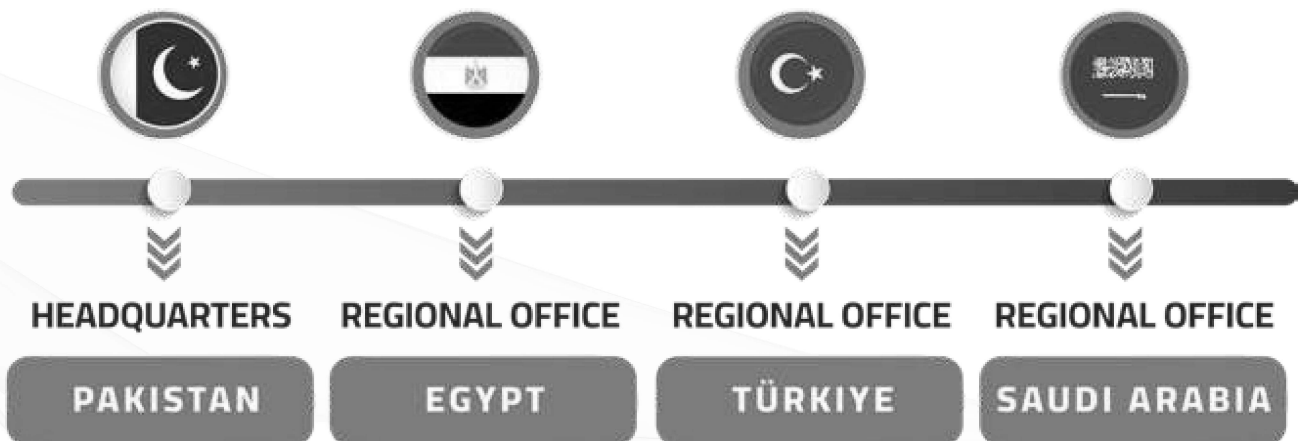 HEADQUARTERS REGIONAL OFFICE REGIONAL OFFICE REGIONAL OFFICE
PAKISTAN EGYPT TÜRKIYE SAUDI ARABIA